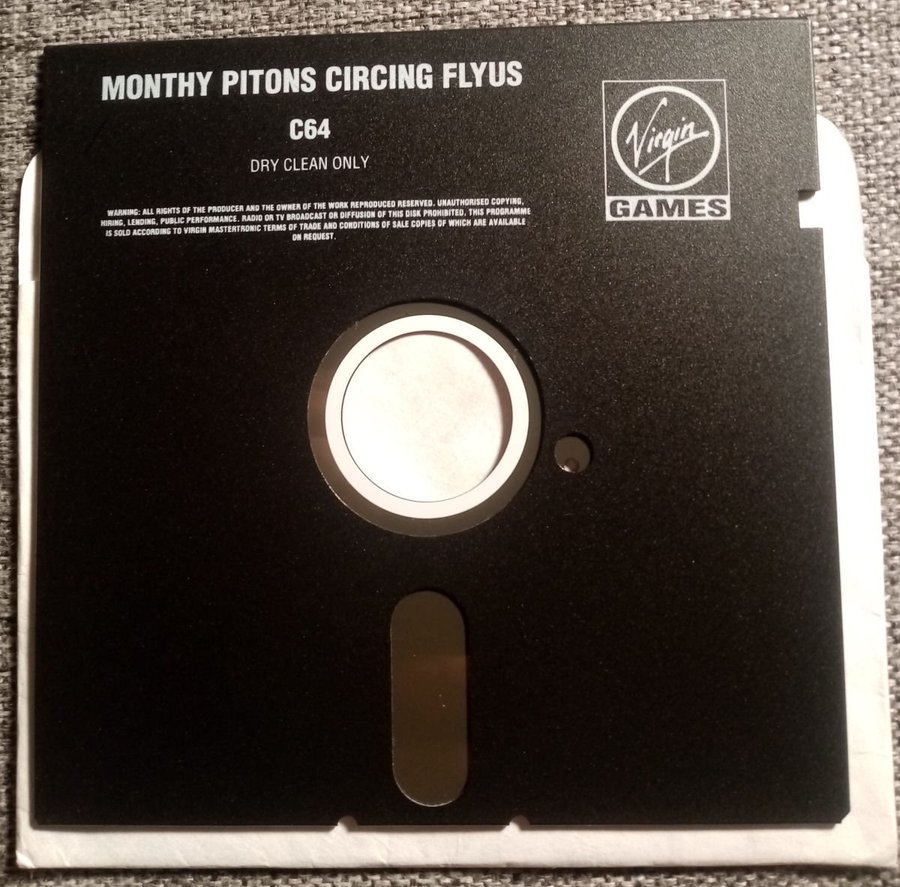 MONTHY PITONS CIRCING FLYUS
C64
DRY CLEAN ONLY
WARNING: ALL RIGHTS OF THE PRODUCER AND THE OWNER OF THE WORK REPRODUCED RESERVED. UNAUTHORISED COPYING,
HIRING, LENDING, PUBLIC PERFORMANCE. RADIO OR TV BROADCAST OR DIFFUSION OF THIS DISK PROHIBITED. THIS PROGRAMME
IS SOLD ACCORDING TO VIRGIN MASTERTRONIC TERMS OF TRADE AND CONDITIONS OF SALE COPIES OF WHICH ARE AVAILABLE
ON REQUEST.
Virgin
GAMES